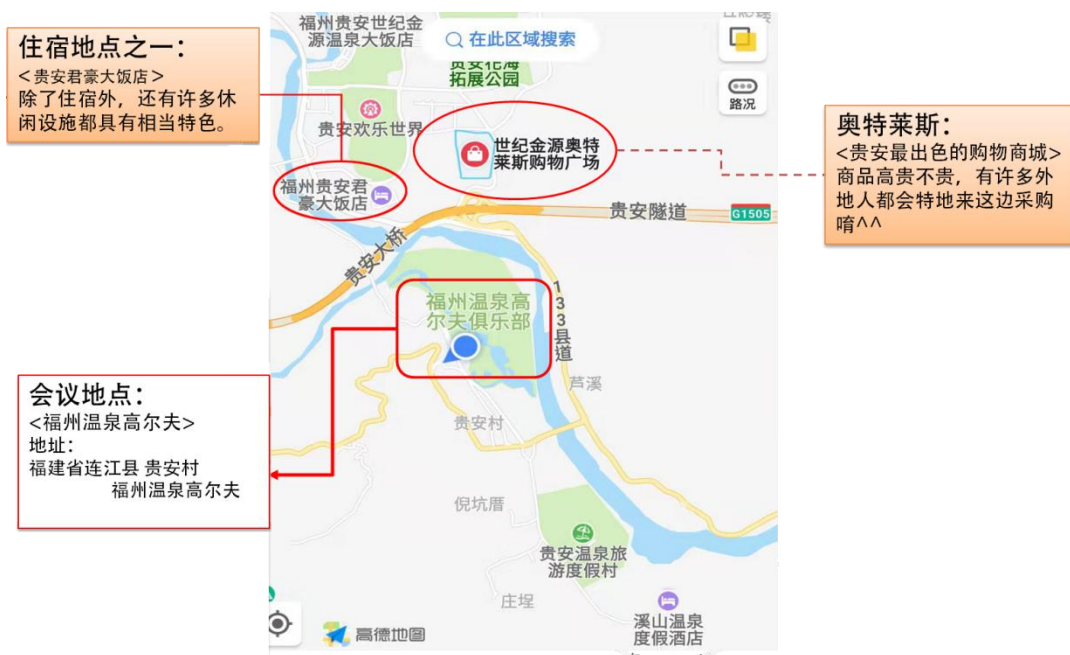 住宿地点之一：
<贵安君豪大饭店>
除了住宿外，还有许多休
闲设施都具有相当特色。
福州贵安世纪金
源温泉大饭店
在此区域搜索
贵安花海
拓展公园
路况
贵安欢乐世界
世纪金源奥特
莱斯购物广场
奥特莱斯：
<贵安最出色的购物商城>
商品高贵不贵，有许多外
地人都会特地来这边采购
唷^^
福州贵安君
豪大饭店
贵安隧道
G1505
贵安大桥
福州温泉高
尔夫俱乐部
133县道
芦溪
会议地点：
<福州温泉高尔夫>
地址：
福建省连江县 贵安村
福州温泉高尔夫
贵安村
倪坑厝
贵安温泉旅
游度假村
庄埕
溪山温泉
度假酒店
高德地图